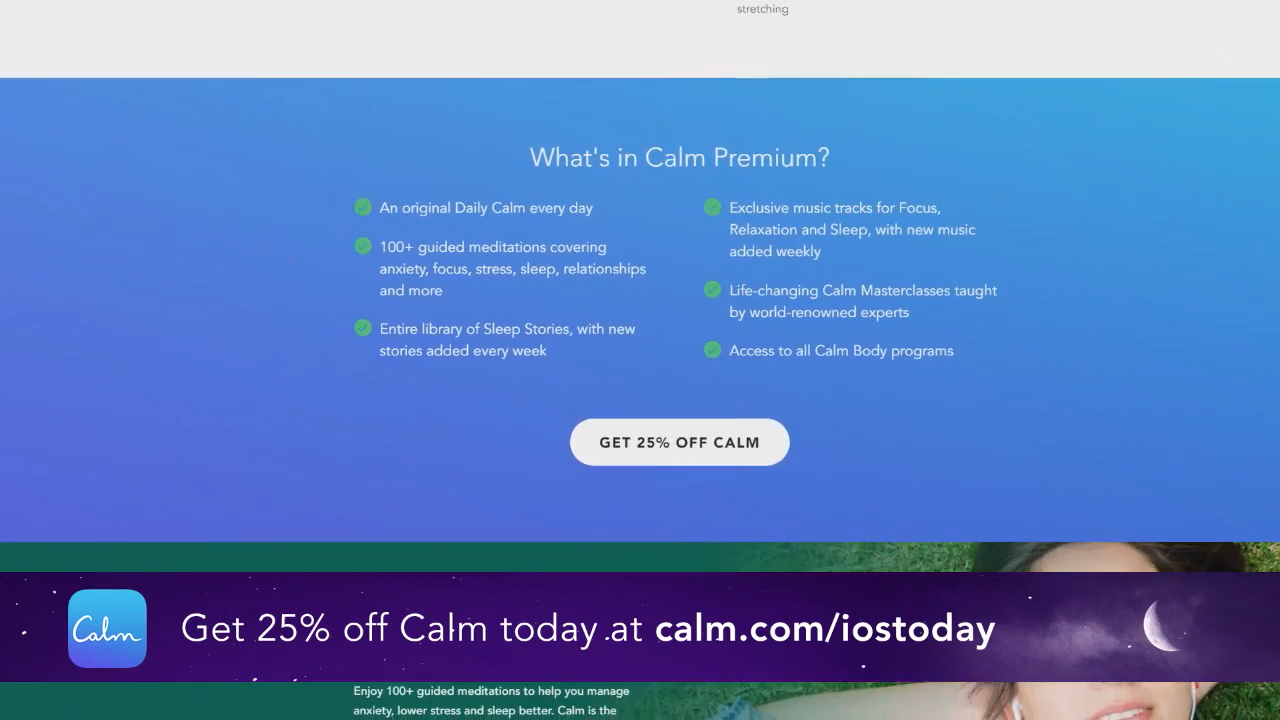 stretching
What's in Calm Premium?
An original Daily Calm every day
100+ guided meditations covering
anxiety, focus, stress, sleep, relationships
and more
Entire library of Sleep Stories, with new
stories added every week
Exclusive music tracks for Focus,
Relaxation and Sleep, with new music
added weekly
Life-changing Calm Masterclasses taught
by world-renowned experts
Access to all Calm Body programs
GET 25% OFF CALM
Calm
Get 25% off Calm today at calm.com/iostoday
Enjoy 100+ guided meditations to help you manage
anxiety, lower stress and sleep better. Calm is the